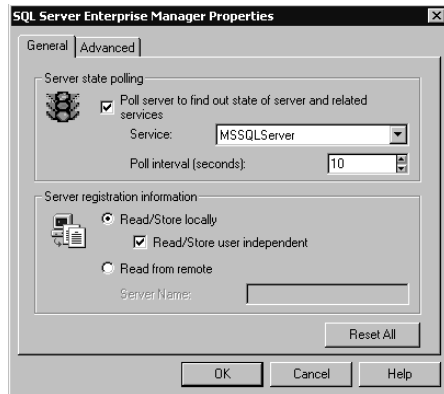 SQL Server Enterprise Manager Properties
General
Advanced
Server state polling
Poll server to find out state of server and related
services
Service:
MSSQLServer
Poll interval (seconds):
10
Server registration information
Read/Store locally
Read/Store user independent
Read from remote
Server Name:
Reset All
OK
Cancel
Help